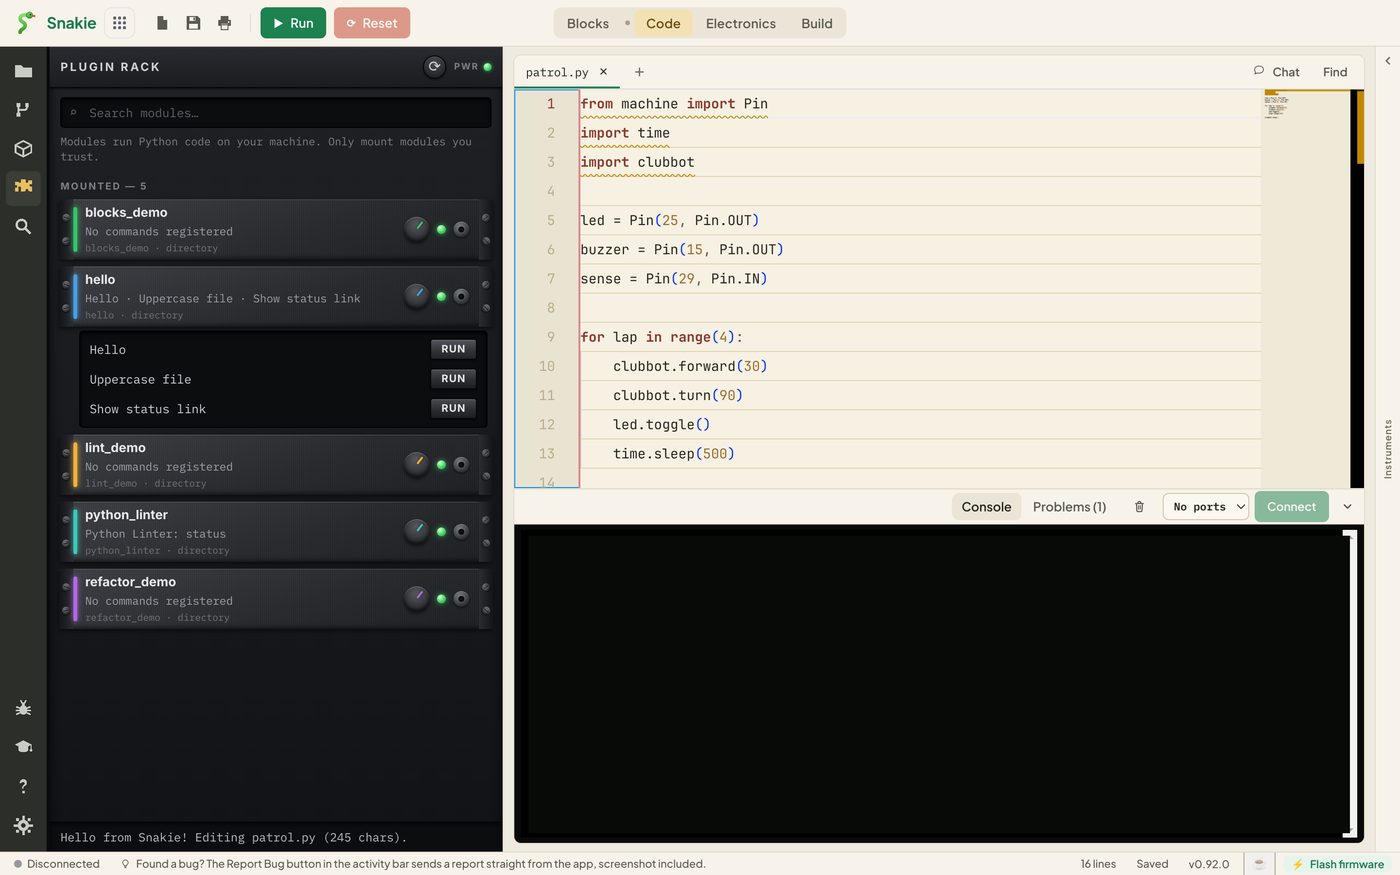 Snakie
Run
Reset
Blocks
Code
Electronics
Build
PLUGIN RACK
PWR
Search modules…
Modules run Python code on your machine. Only mount modules you
trust.
MOUNTED — 5
blocks_demo
No commands registered
blocks_demo · directory
hello
Hello · Uppercase file · Show status link
hello · directory
Hello
RUN
Uppercase file
RUN
Show status link
RUN
lint_demo
No commands registered
lint_demo · directory
python_linter
Python Linter: status
python_linter · directory
refactor_demo
No commands registered
refactor_demo · directory
Hello from Snakie! Editing patrol.py (245 chars).
patrol.py
Chat
Find
1 from machine import Pin
2 import time
3 import clubbot
4
5 led = Pin(25, Pin.OUT)
6 buzzer = Pin(15, Pin.OUT)
7 sense = Pin(29, Pin.IN)
8
9 for lap in range(4):
10 clubbot.forward(30)
11 clubbot.turn(90)
12 led.toggle()
13 time.sleep(500)
14
Console
Problems (1)
No ports
Connect
Instruments
Disconnected
Found a bug? The Report Bug button in the activity bar sends a report straight from the app, screenshot included.
16 lines
Saved
v0.92.0
Flash firmware